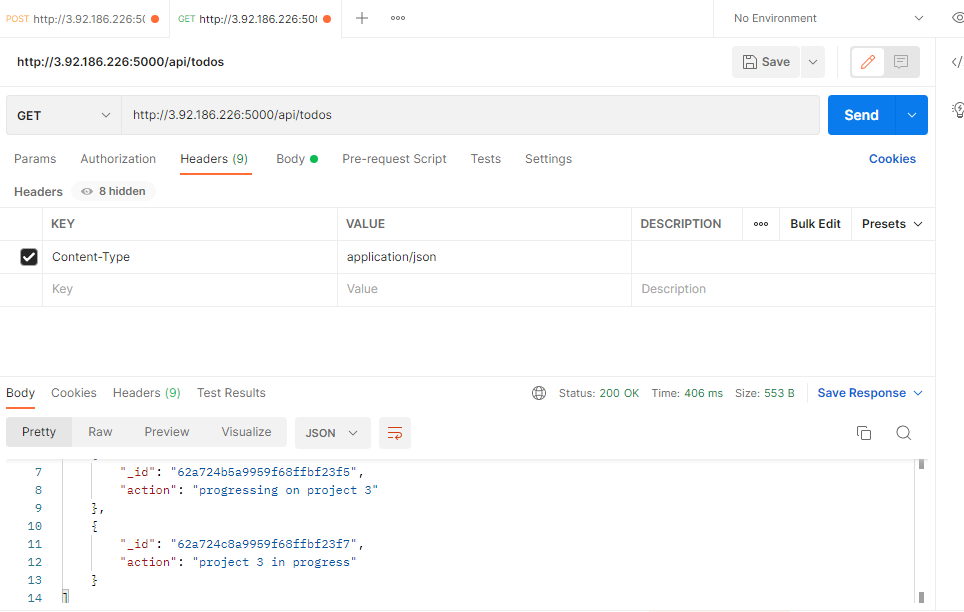 POST http://3.92.186.226:50
GET http://3.92.186.226:50
No Environment
http://3.92.186.226:5000/api/todos
Save
GET http://3.92.186.226:5000/api/todos Send
Params Authorization Headers (9) Body Pre-request Script Tests Settings Cookies
Headers 8 hidden
KEY VALUE DESCRIPTION Bulk Edit Presets
Content-Type application/json
Key Value Description
Body Cookies Headers (9) Test Results Status: 200 OK Time: 406 ms Size: 553 B Save Response
Pretty Raw Preview Visualize JSON
7 "_id": "62a724b5a9959f68ffbf23f5",
8 "action": "progressing on project 3"
9 },
10 {
11 "_id": "62a724c8a9959f68ffbf23f7",
12 "action": "project 3 in progress"
13 }
14 ]